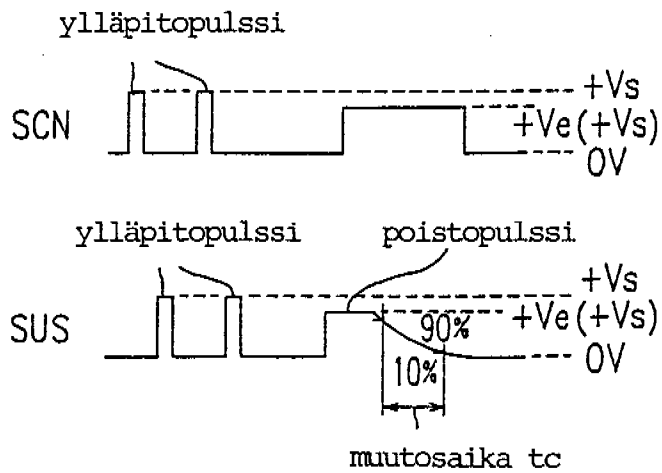 ylläpitopulssi
+Vs
SCN
+Ve(+Vs)
0V
ylläpitopulssi
poistopulssi
+Vs
SUS
90%
+Ve(+Vs)
10%
0V
muutosaika tc